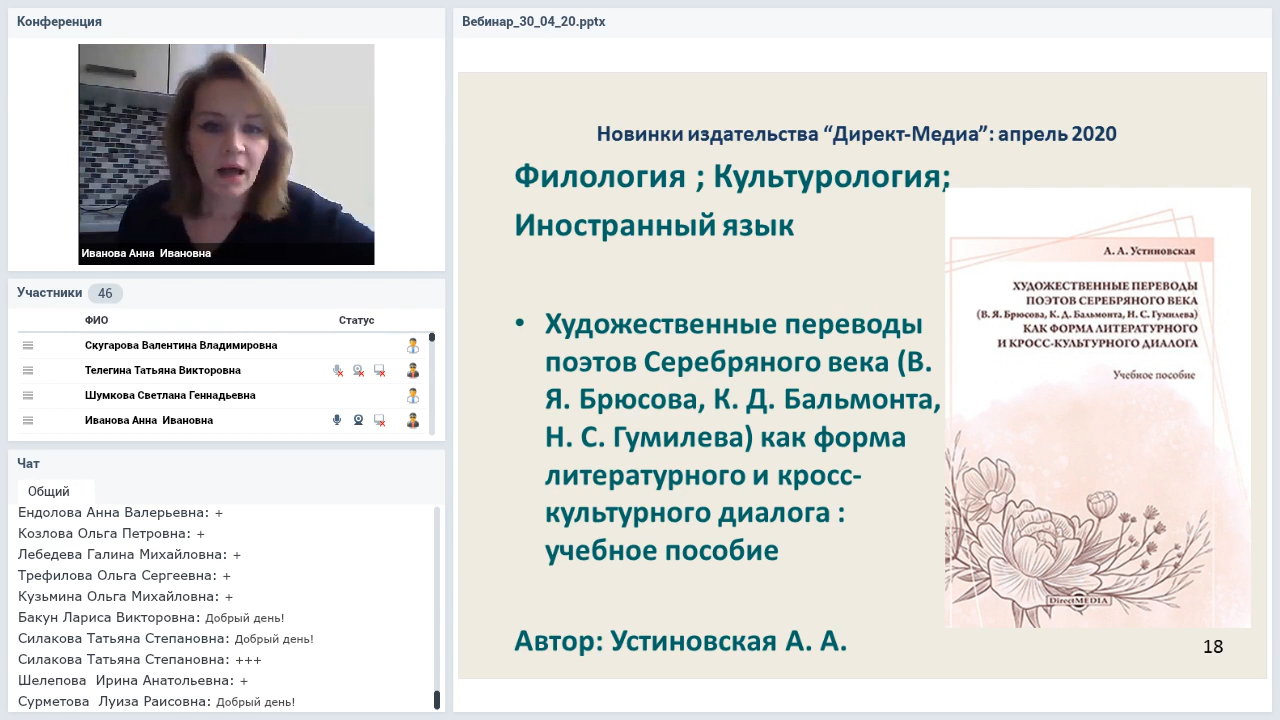 Конференция
Иванова Анна  Ивановна
Участники 46
ФИО Статус
Скугарова Валентина Владимировна
Телегина Татьяна Викторовна
Шумкова Светлана Геннадьевна
Иванова Анна  Ивановна
Чат
Общий
Ендолова Анна Валерьевна: +
Козлова Ольга Петровна: +
Лебедева Галина Михайловна: +
Трефилова Ольга Сергеевна: +
Кузьмина Ольга Михайловна: +
Бакун Лариса Викторовна: Добрый день!
Силакова Татьяна Степановна: Добрый день!
Силакова Татьяна Степановна: +++
Шелепова  Ирина Анатольевна: +
Сурметова  Луиза Раисовна: Добрый день!
Вебинар_30_04_20.pptx
Новинки издательства “Директ-Медиа”: апрель 2020
Филология ; Культурология;
Иностранный язык
• Художественные переводы
поэтов Серебряного века (В.
Я. Брюсова, К. Д. Бальмонта,
Н. С. Гумилева) как форма
литературного и кросс-
культурного диалога :
учебное пособие
Автор: Устиновская А. А.
А. А. Устиновская
ХУДОЖЕСТВЕННЫЕ ПЕРЕВОДЫ
ПОЭТОВ СЕРЕБРЯНОГО ВЕКА
(В. Я. Брюсова, К. Д. Бальмонта, Н. С. Гумилева)
КАК ФОРМА ЛИТЕРАТУРНОГО
И КРОСС-КУЛЬТУРНОГО ДИАЛОГА
Учебное пособие
DirectMEDIA
18